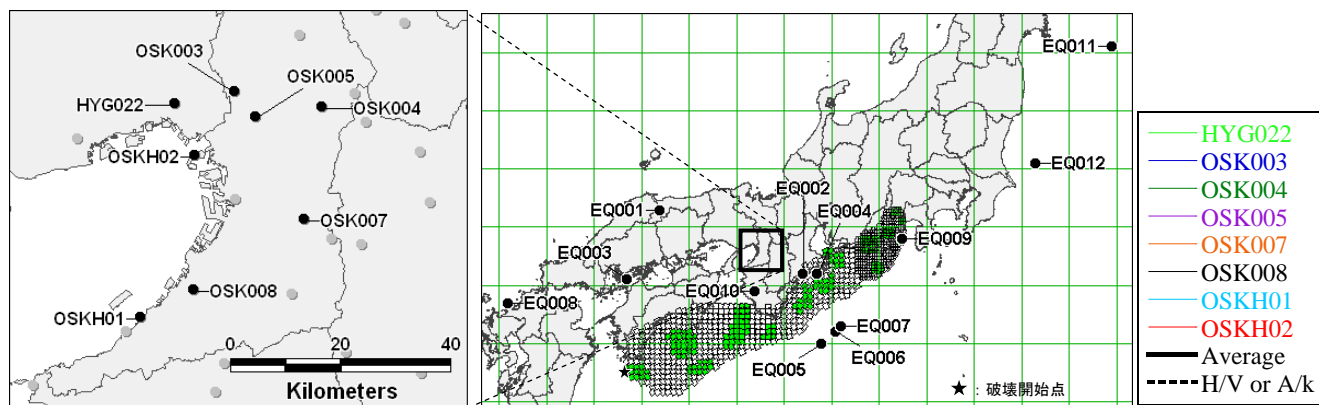 OSK003
OSK005
HYG022
OSK004
OSKH02
OSK007
OSK008
OSKH01
0 20 40
Kilometers
EQ011
EQ012
EQ002
EQ001
EQ004
EQ003
EQ009
EQ010
EQ008
EQ007
EQ006
EQ005
★：破壊開始点
HYG022
OSK003
OSK004
OSK005
OSK007
OSK008
OSKH01
OSKH02
Average
H/V or A/k